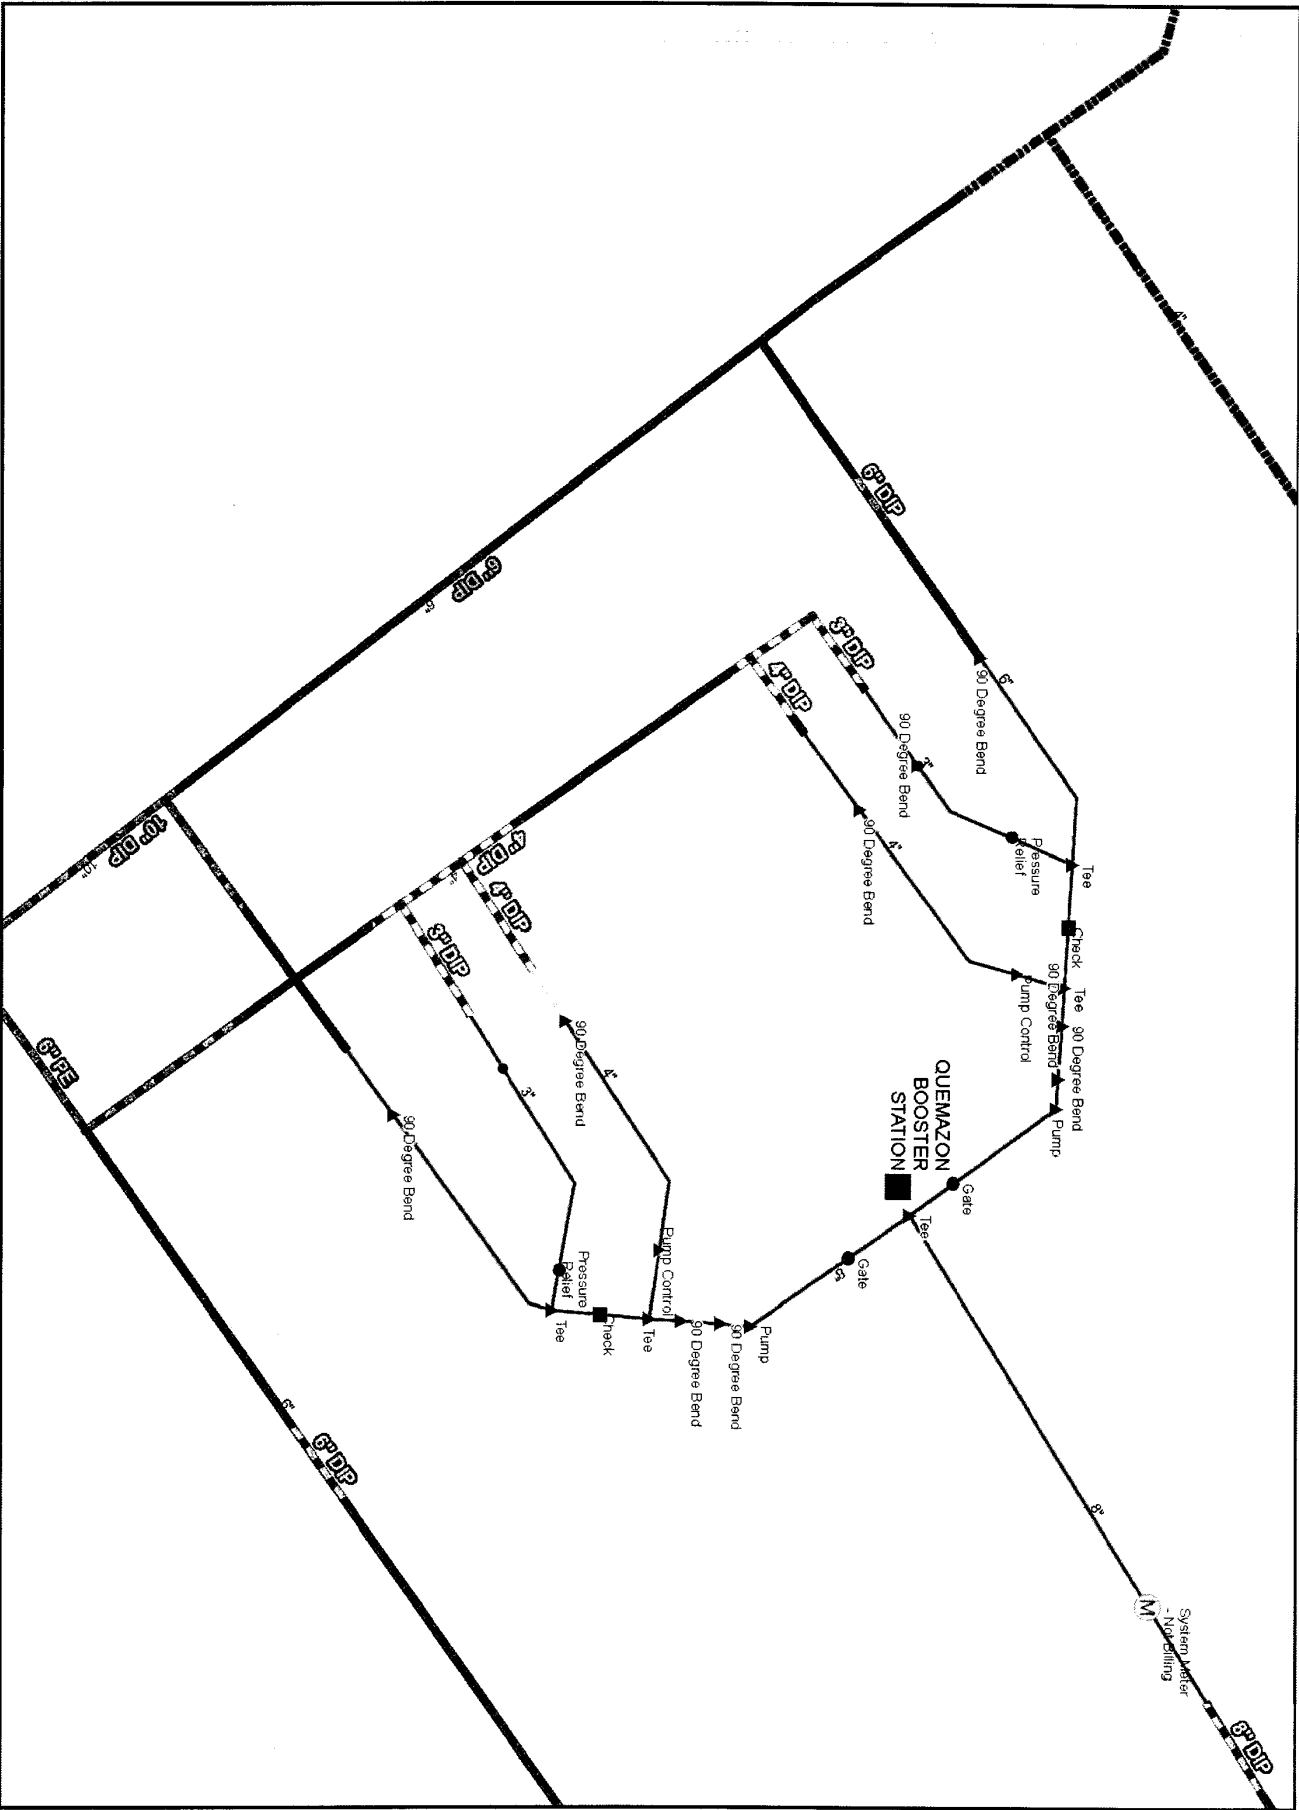 4"
6" DIP
6" DIP
6"
3" DIP
4" DIP
6"
90 Degree Bend
3"
90 Degree Bend
4"
90 Degree Bend
Pressure
Relief
Tee
Check
Tee
90 Degree Bend
90 Degree Bend
Pump Control
Pump
QUEMAZON
BOOSTER
STATION
Gate
Tee
Gate
8"
Pump
90 Degree Bend
90 Degree Bend
Tee
Pump Control
Check
Pressure
Relief
Tee
4" DIP
4" DIP
3" DIP
90 Degree Bend
4"
3"
90 Degree Bend
10" DIP
10"
6" PE
6"
6" DIP
8"
M
System Meter
- Not Billing
8" DIP